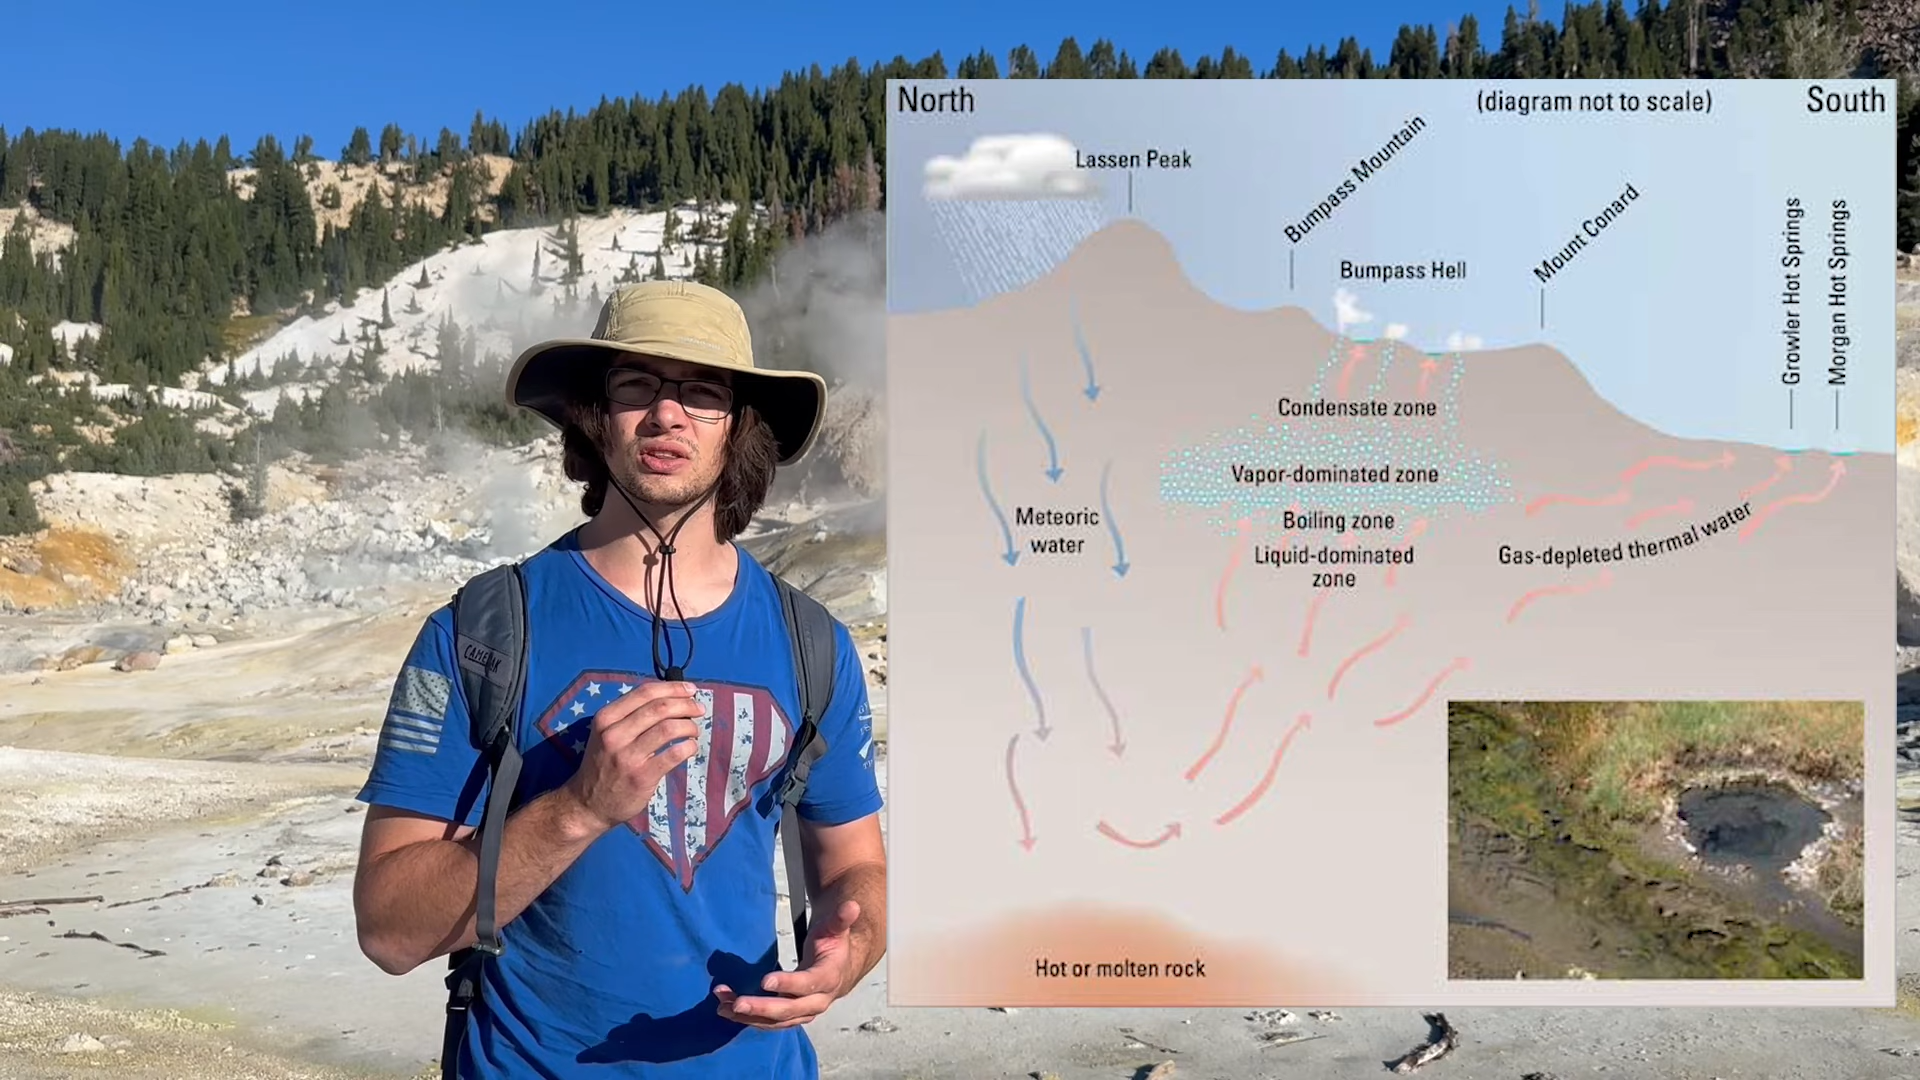 North
(diagram not to scale)
South
Lassen Peak
Bumpass Mountain
Bumpass Hell
Mount Conard
Growler Hot Springs
Morgan Hot Springs
Condensate zone
Vapor-dominated zone
Meteoric
water
Boiling zone
Liquid-dominated
zone
Gas-depleted thermal water
Hot or molten rock